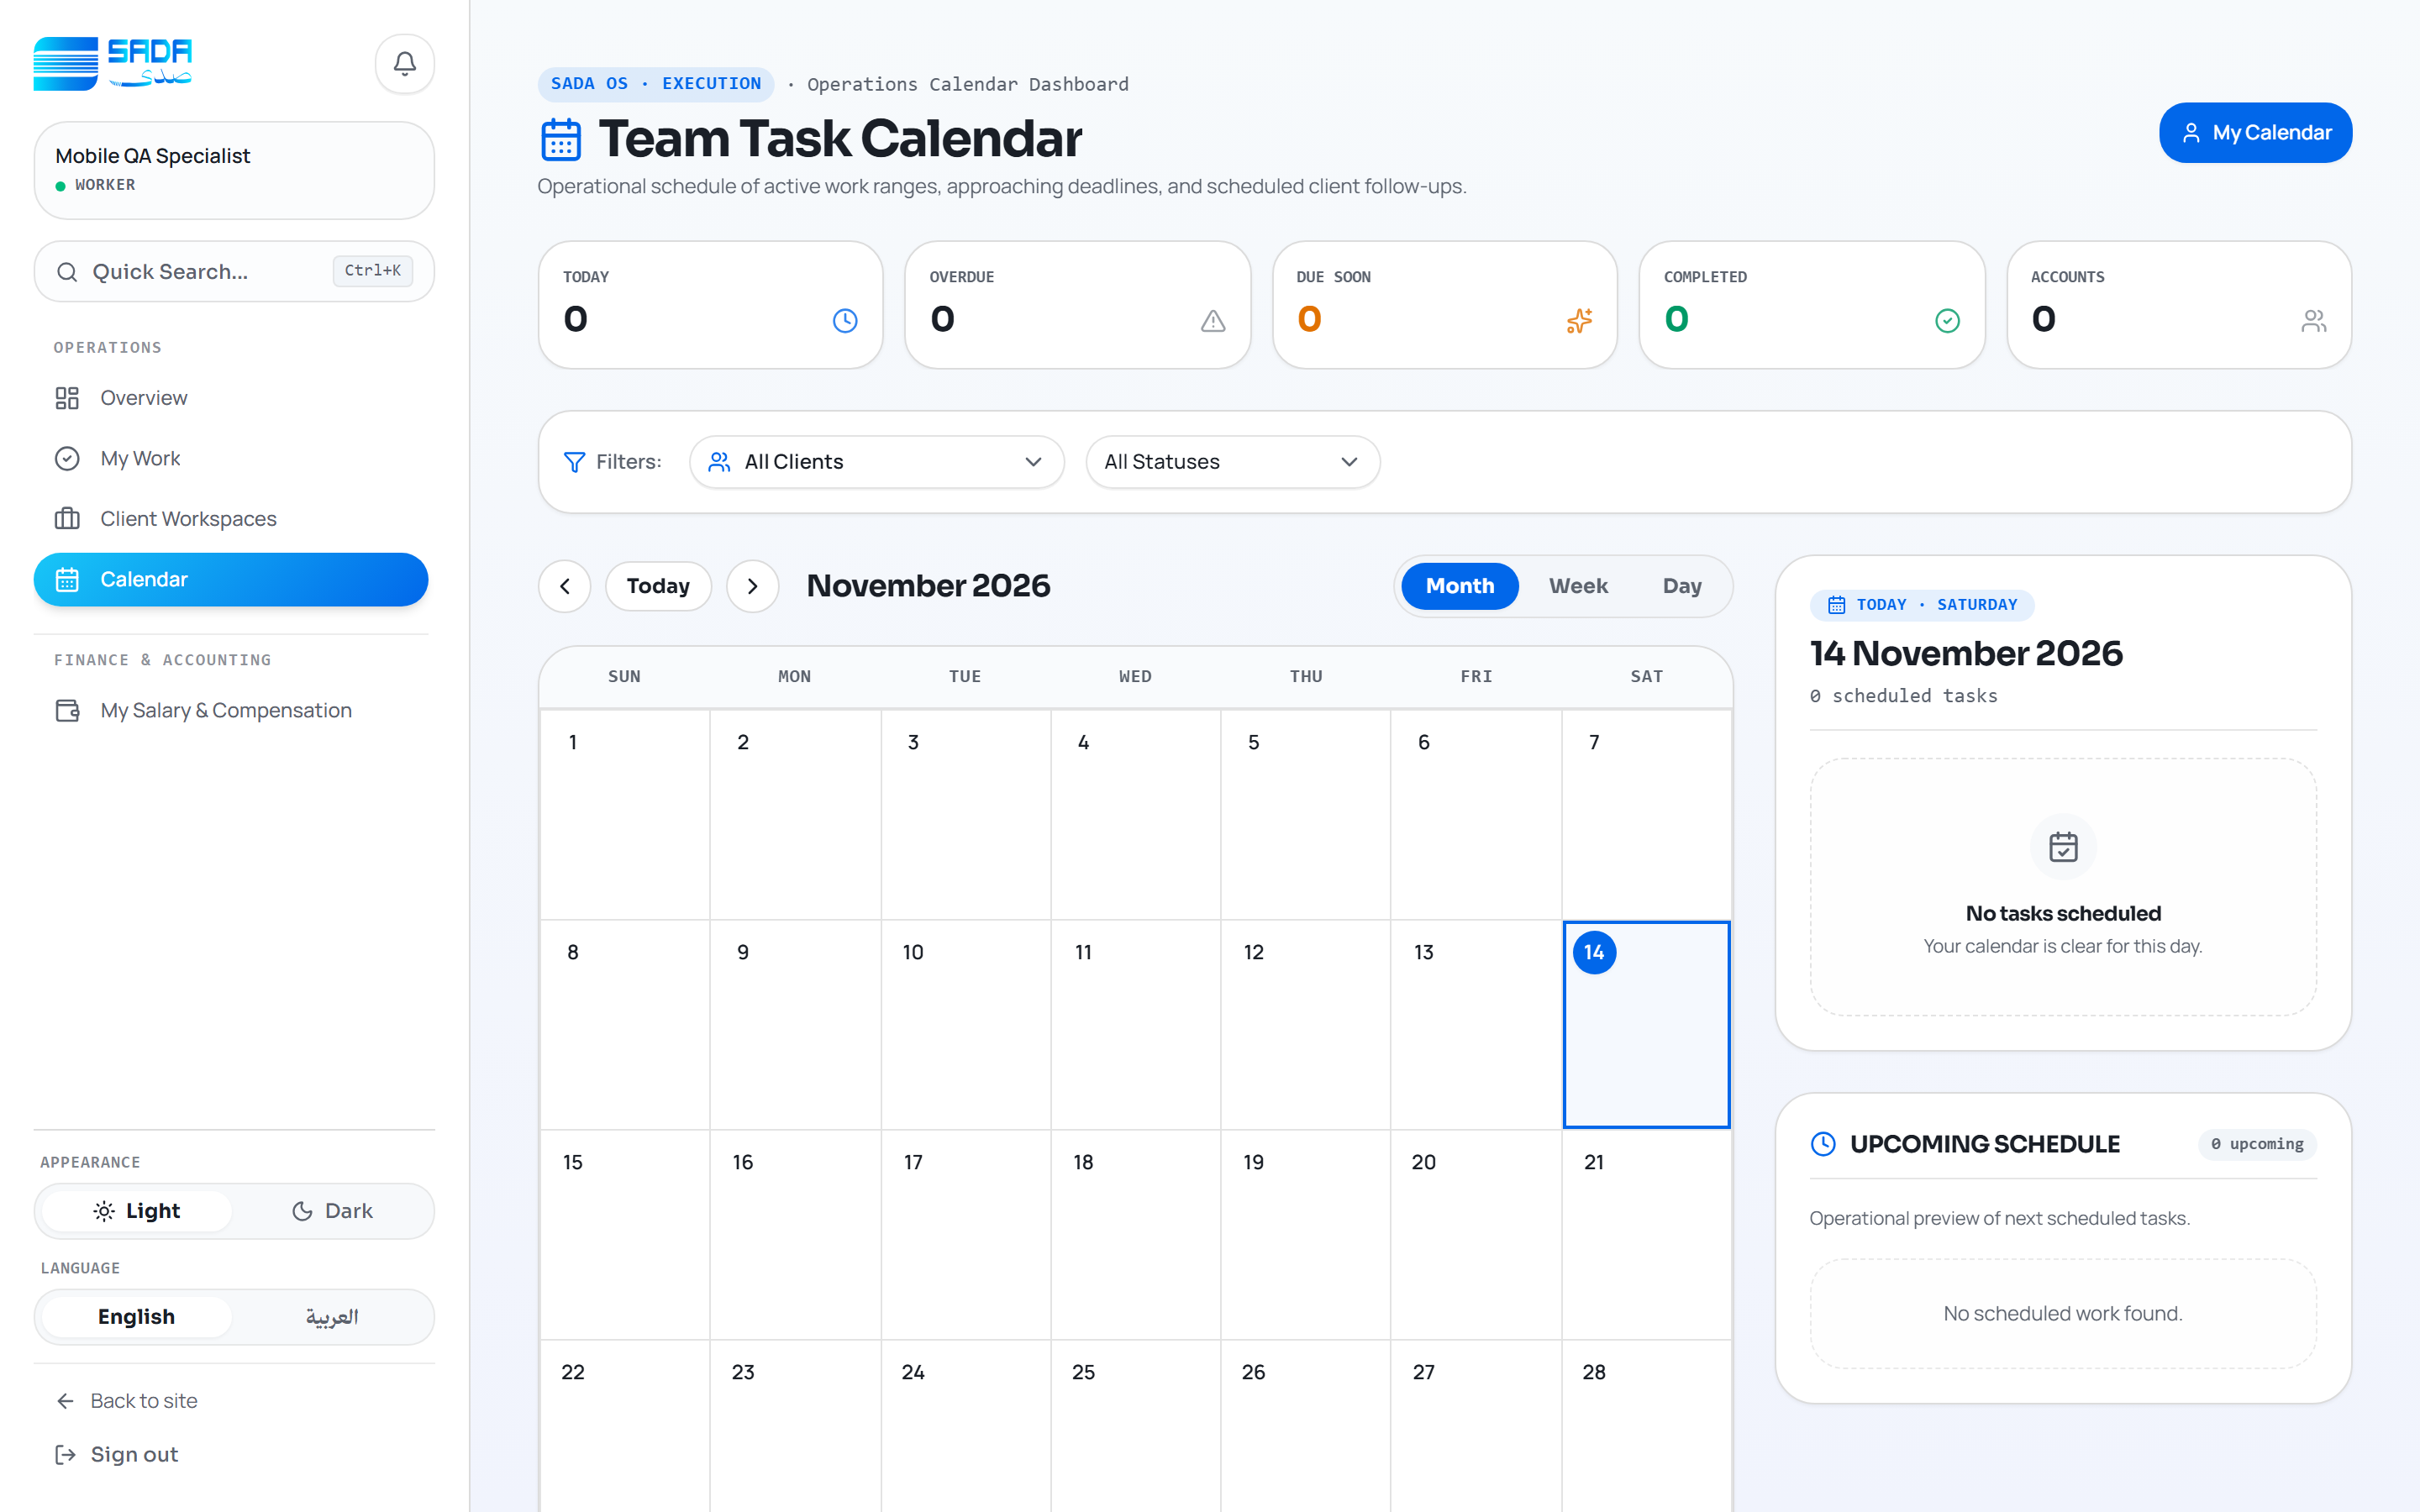 SADA
صدى
Mobile QA Specialist
WORKER
Quick Search... Ctrl+K
OPERATIONS
Overview
My Work
Client Workspaces
Calendar
FINANCE & ACCOUNTING
My Salary & Compensation
APPEARANCE
Light Dark
LANGUAGE
English العربية
Back to site
Sign out
SADA OS · EXECUTION · Operations Calendar Dashboard
Team Task Calendar
Operational schedule of active work ranges, approaching deadlines, and scheduled client follow-ups.
My Calendar
TODAY OVERDUE DUE SOON COMPLETED ACCOUNTS
0 0 0 0 0
Filters: All Clients All Statuses
Today November 2026 Month Week Day
SUN MON TUE WED THU FRI SAT
1 2 3 4 5 6 7
8 9 10 11 12 13 14
15 16 17 18 19 20 21
22 23 24 25 26 27 28
TODAY · SATURDAY
14 November 2026
0 scheduled tasks
No tasks scheduled
Your calendar is clear for this day.
UPCOMING SCHEDULE 0 upcoming
Operational preview of next scheduled tasks.
No scheduled work found.